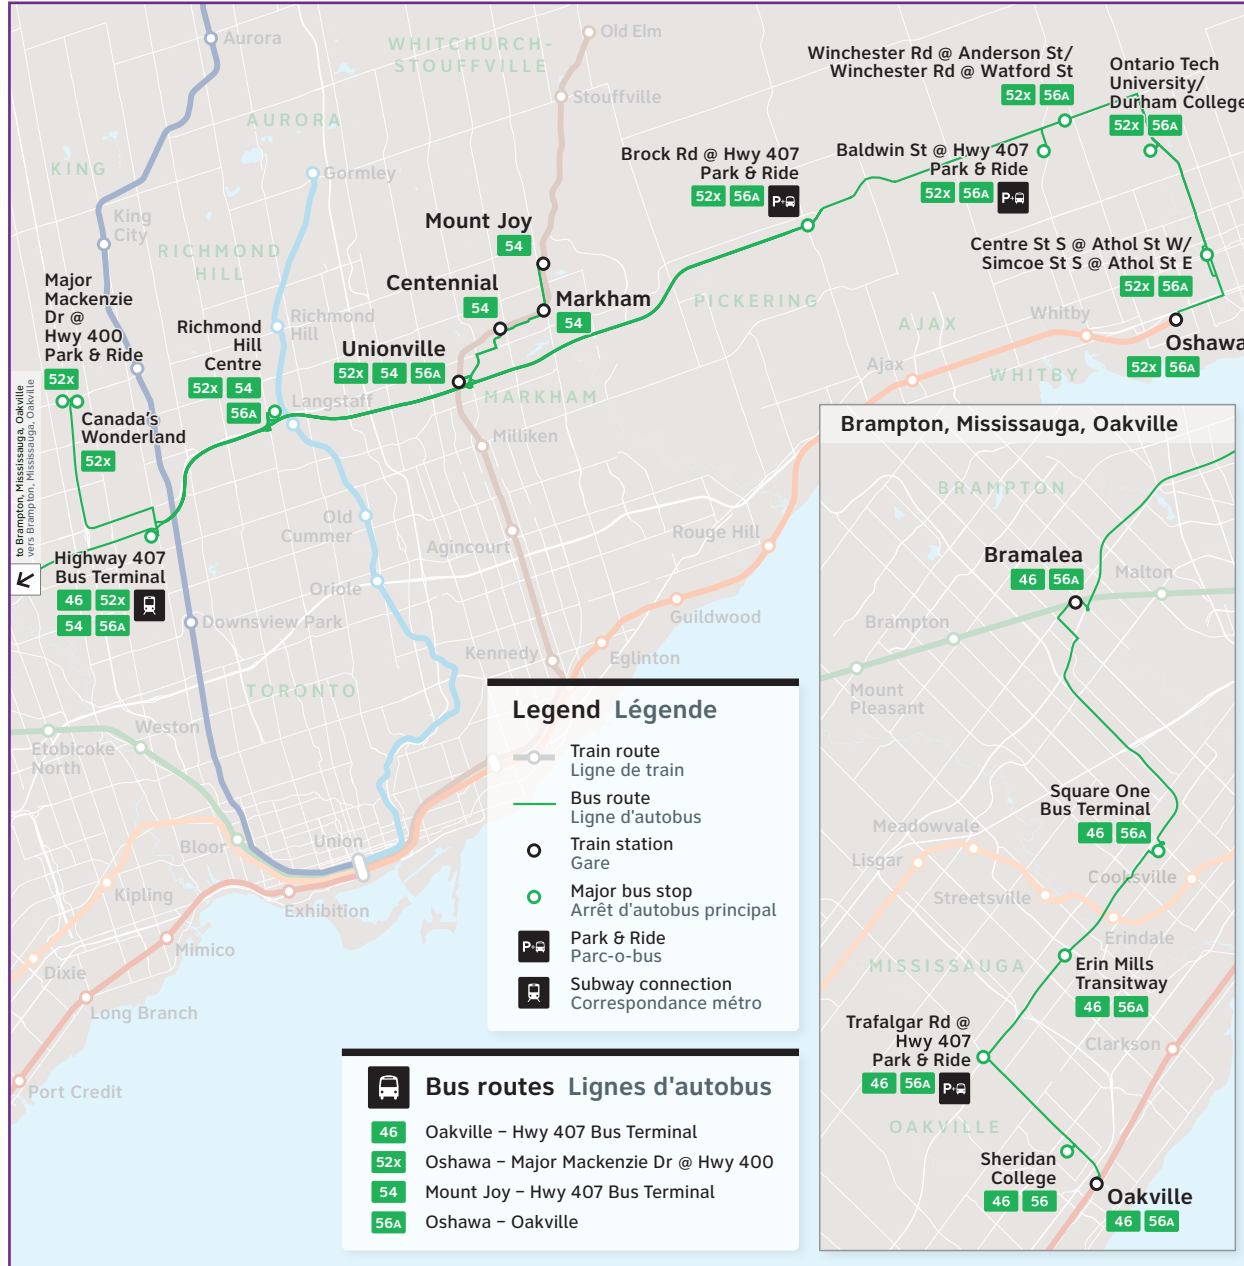 Aurora
Old Elm
WHITCHURCH-
STOUFFVILLE
Stouffville
AURORA
KING
Gormley
King
City
RICHMOND
HILL
Winchester Rd @ Anderson St/
Winchester Rd @ Watford St
52x 56A
Ontario Tech
University/
Durham College
52x 56A
Brock Rd @ Hwy 407
Park & Ride
52x 56A P+
Baldwin St @ Hwy 407
Park & Ride
52x 56A P+
Mount Joy
54
Centennial
54
Markham
54
Centre St S @ Athol St W/
Simcoe St S @ Athol St E
52x 56A
Major
Mackenzie
Dr @
Hwy 400
Park & Ride
52x
Richmond
Hill
Centre
52x 54
56A
Richmond
Hill
Unionville
52x 54 56A
PICKERING
AJAX
Whitby
WHITBY
Ajax
Oshawa
52x 56A
Canada's
Wonderland
52x
Langstaff
MARKHAM
Milliken
to Brampton, Mississauga, Oakville
vers Brampton, Mississauga, Oakville
Old
Cummer
Agincourt
Rouge Hill
Highway 407
Bus Terminal
46 52x
54 56A
Oriole
Downsview Park
Guildwood
Kennedy
Eglinton
TORONTO
Weston
Etobicoke
North
Bloor
Union
Kipling
Exhibition
Mimico
Dixie
Long Branch
Port Credit
Legend Légende
Train route
Ligne de train
Bus route
Ligne d'autobus
Train station
Gare
Major bus stop
Arrêt d'autobus principal
P+
Park & Ride
Parc-o-bus
Subway connection
Correspondance métro
Bus routes Lignes d'autobus
46 Oakville – Hwy 407 Bus Terminal
52x Oshawa – Major Mackenzie Dr @ Hwy 400
54 Mount Joy – Hwy 407 Bus Terminal
56A Oshawa – Oakville
Brampton, Mississauga, Oakville
BRAMPTON
Bramalea
46 56A
Malton
Brampton
Mount
Pleasant
Square One
Bus Terminal
46 56A
Meadowvale
Lisgar
Cooksville
Streetsville
Erindale
MISSISSAUGA
Erin Mills
Transitway
46 56A
Trafalgar Rd @
Hwy 407
Park & Ride
46 56A P+
Clarkson
OAKVILLE
Sheridan
College
46 56
Oakville
46 56A